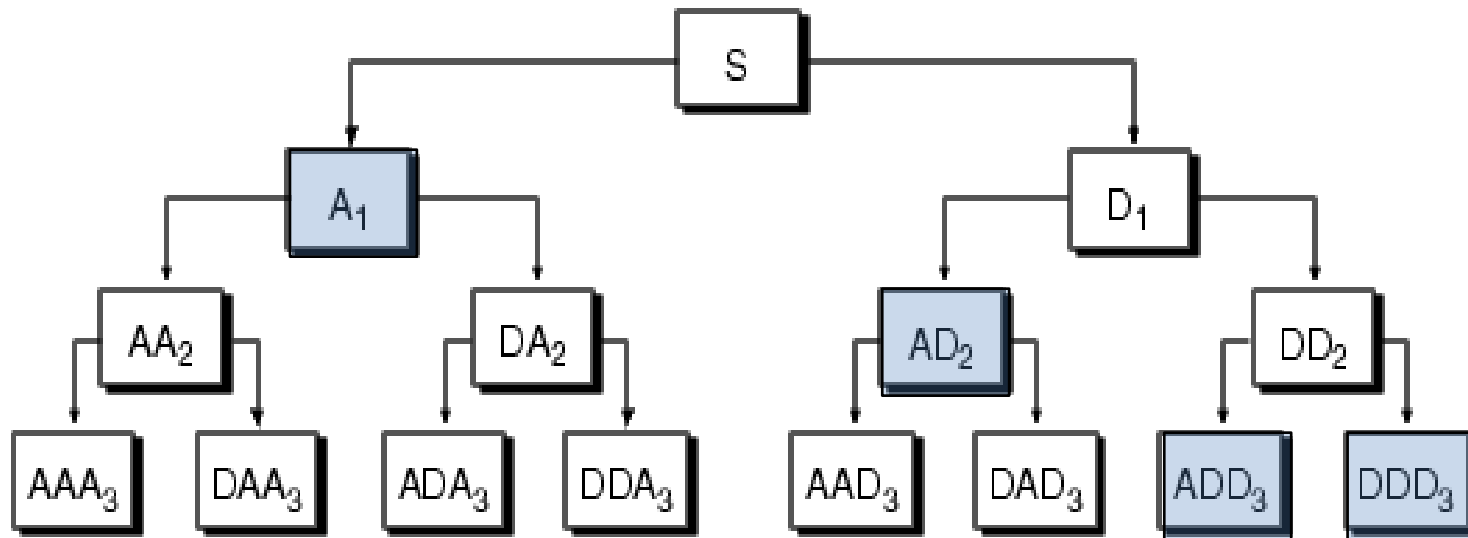 S
A₁ D₁
AA₂ DA₂ AD₂ DD₂
AAA₃ DAA₃ ADA₃ DDA₃ AAD₃ DAD₃ ADD₃ DDD₃